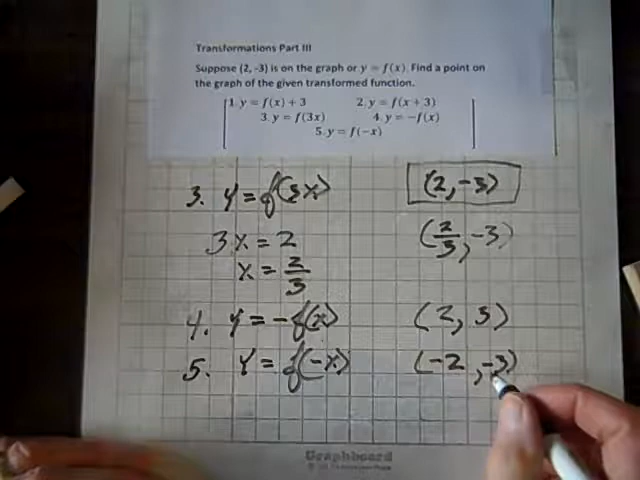 Transformations Part III
Suppose (2, -3) is on the graph or y = f(x). Find a point on
the graph of the given transformed function.
1. y = f(x) + 3 2. y = f(x + 3)
3. y = f(3x) 4. y = -f(x)
5. y = f(-x)
3. y = f(3x) (2, -3)
3x = 2 (2/3, -3)
x = 2/3
4. y = -f(x) (2, 3)
5. y = f(-x) (-2, -3)
Graphboard